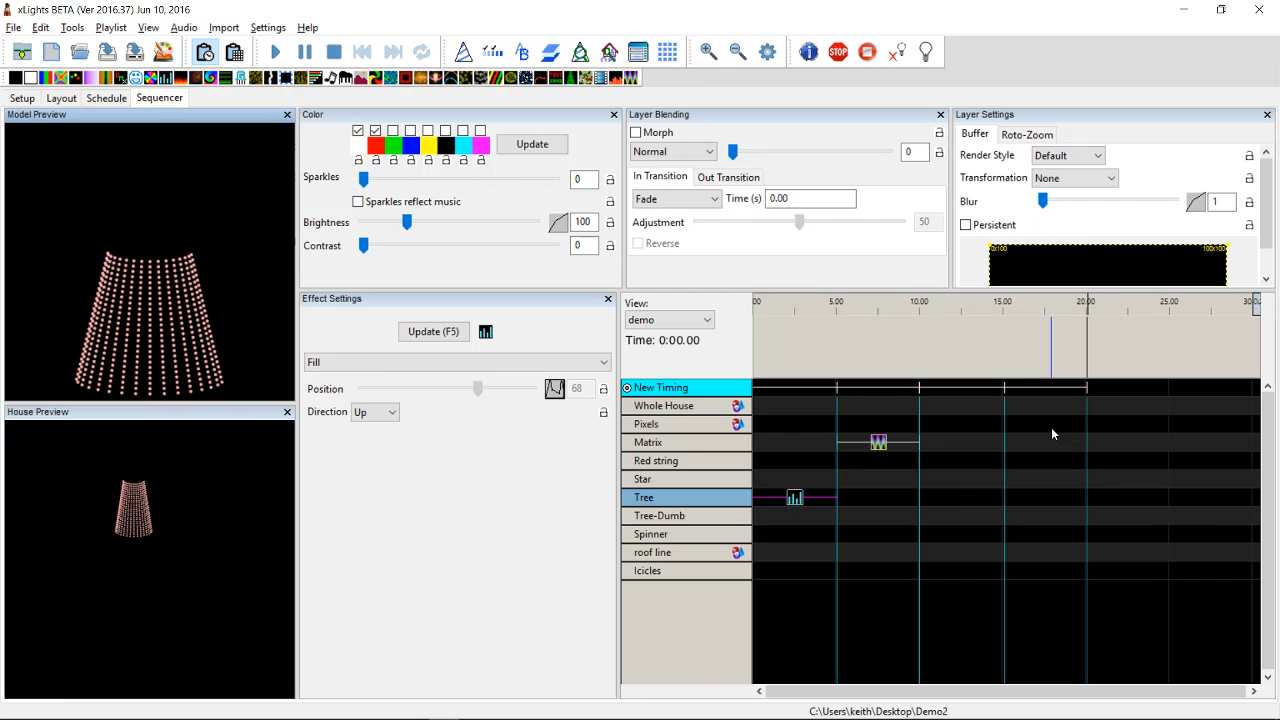 xLights BETA (Ver 2016.37) Jun 10, 2016
File Edit Tools Playlist View Audio Import Settings Help
Setup Layout Schedule Sequencer
Model Preview
House Preview
Color
Update
Sparkles 0
Sparkles reflect music
Brightness 100
Contrast 0
Layer Blending
Morph
Normal 0
In Transition Out Transition
Fade Time (s) 0.00
Adjustment 50
Reverse
Layer Settings
Buffer Roto-Zoom
Render Style Default
Transformation None
Blur 1
Persistent
0x100 100x100
Effect Settings
Update (F5)
Fill
Position 68
Direction Up
View:
demo
Time: 0:00.00
5.00 10.00 15.00 20.00 25.00
New Timing
Whole House
Pixels
Matrix
Red string
Star
Tree
Tree-Dumb
Spinner
roof line
Icicles
C:\Users\keith\Desktop\Demo2